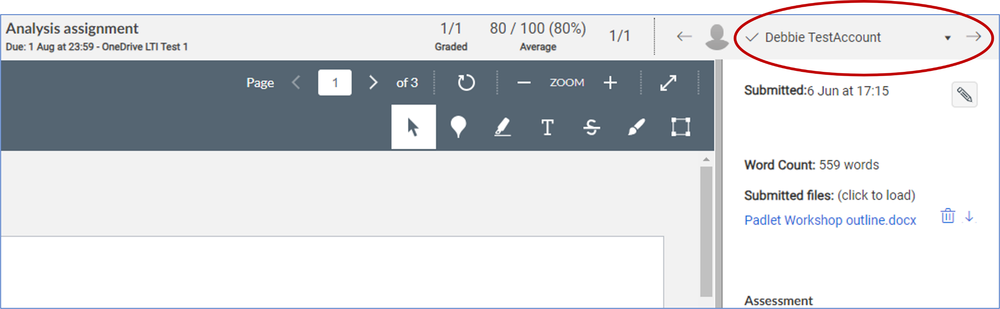 Analysis assignment
Due: 1 Aug at 23:59 - OneDrive LTI Test 1
1/1
Graded
80 / 100 (80%)
Average
1/1
Debbie TestAccount
Page 1 of 3
ZOOM
T
S
Submitted:6 Jun at 17:15
Word Count: 559 words
Submitted files: (click to load)
Padlet Workshop outline.docx
Assessment